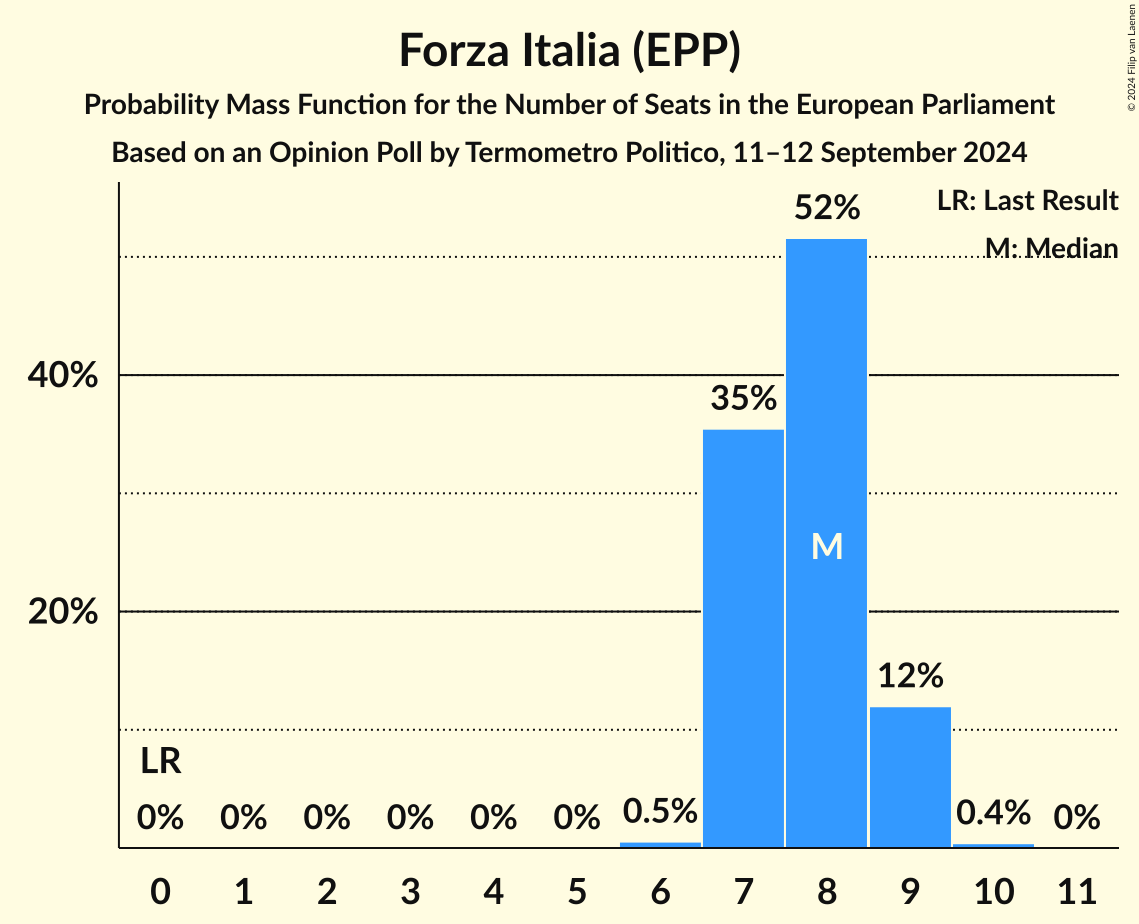 Forza Italia (EPP)
Probability Mass Function for the Number of Seats in the European Parliament
Based on an Opinion Poll by Termometro Politico, 11–12 September 2024
© 2024 Filip van Laenen
LR: Last Result
M: Median
52%
40%
35%
M
20%
12%
LR
0% 0% 0% 0% 0% 0% 0.5% 0.4% 0%
0 1 2 3 4 5 6 7 8 9 10 11